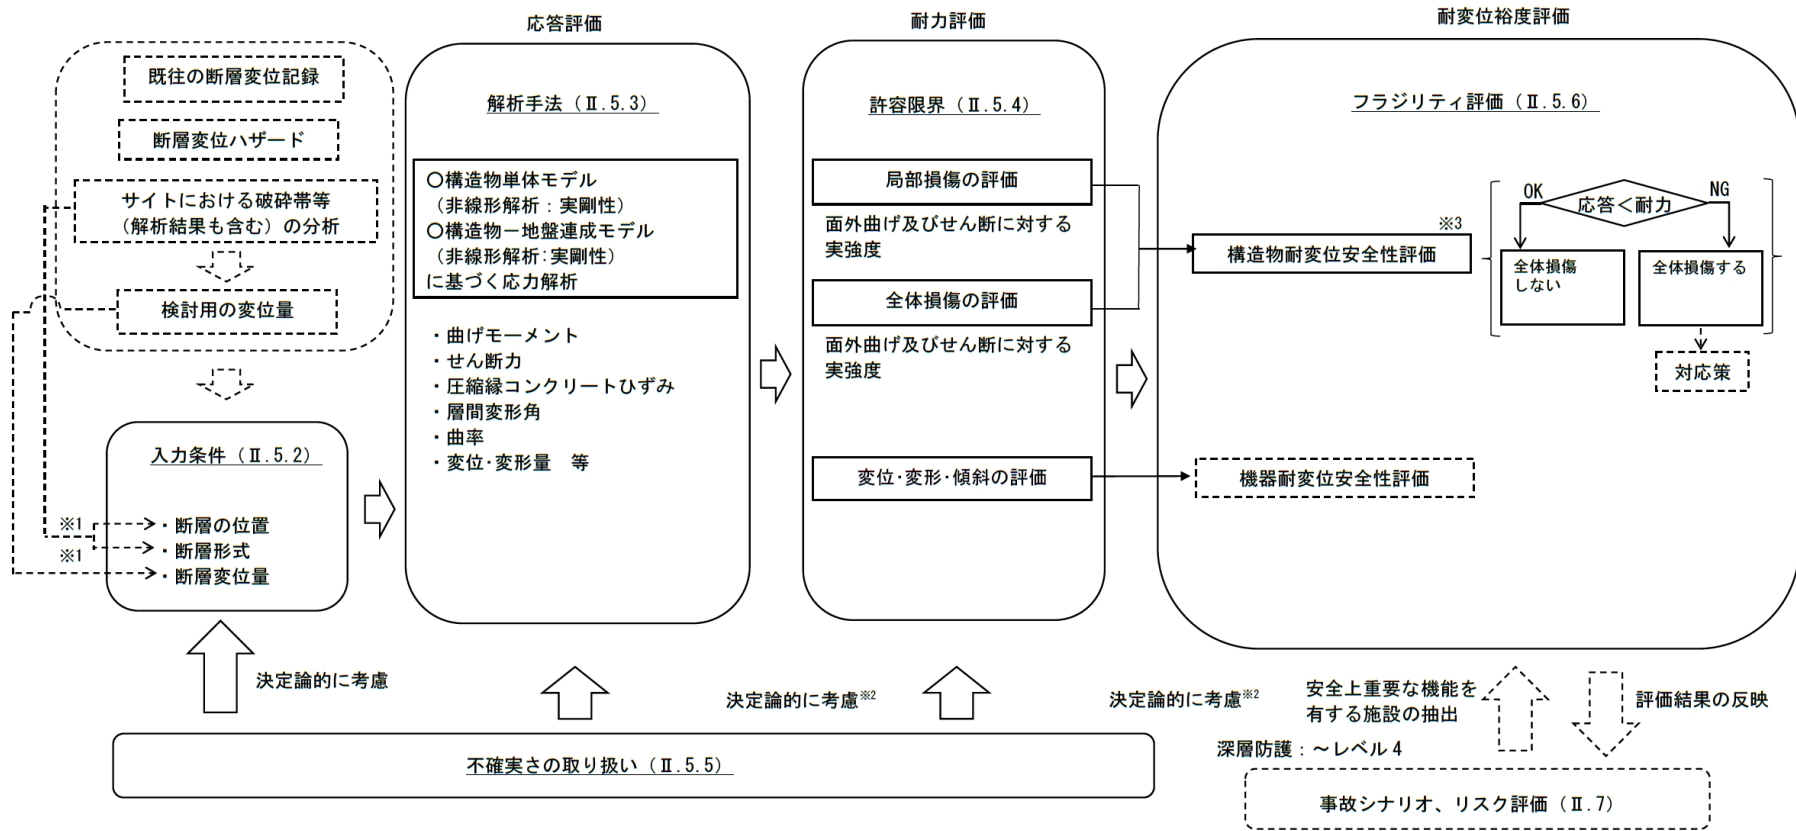 応答評価
耐力評価
耐変位裕度評価
既往の断層変位記録
断層変位ハザード
サイトにおける破砕帯等
(解析結果も含む)の分析
検討用の変位量
入力条件(Ⅱ.5.2)
※1
・断層の位置
※1
・断層形式
・断層変位量
解析手法(Ⅱ.5.3)
〇構造物単体モデル
(非線形解析:実剛性)
〇構造物-地盤連成モデル
(非線形解析:実剛性)
に基づく応力解析
・曲げモーメント
・せん断力
・圧縮縁コンクリートひずみ
・層間変形角
・曲率
・変位・変形量 等
許容限界(Ⅱ.5.4)
局部損傷の評価
面外曲げ及びせん断に対する
実強度
全体損傷の評価
面外曲げ及びせん断に対する
実強度
変位・変形・傾斜の評価
フラジリティ評価(Ⅱ.5.6)
※3
構造物耐変位安全性評価
OK
NG
応答<耐力
全体損傷
しない
全体損傷する
対応策
機器耐変位安全性評価
決定論的に考慮
決定論的に考慮※2
決定論的に考慮※2
安全上重要な機能を
有する施設の抽出
評価結果の反映
深層防護:~レベル4
不確実さの取り扱い(Ⅱ.5.5)
事故シナリオ、リスク評価(Ⅱ.7)